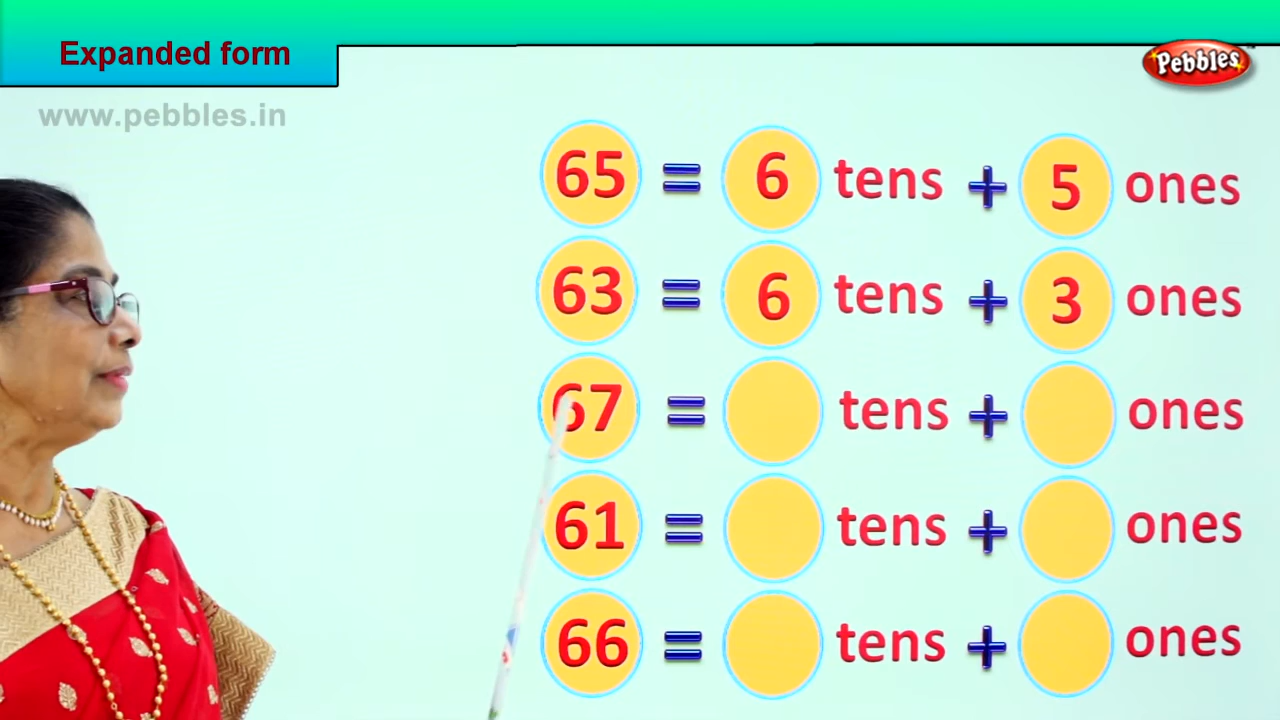 Expanded form
Pebbles™
www.pebbles.in
65 = 6 tens + 5 ones
63 = 6 tens + 3 ones
67 = tens + ones
61 = tens + ones
66 = tens + ones